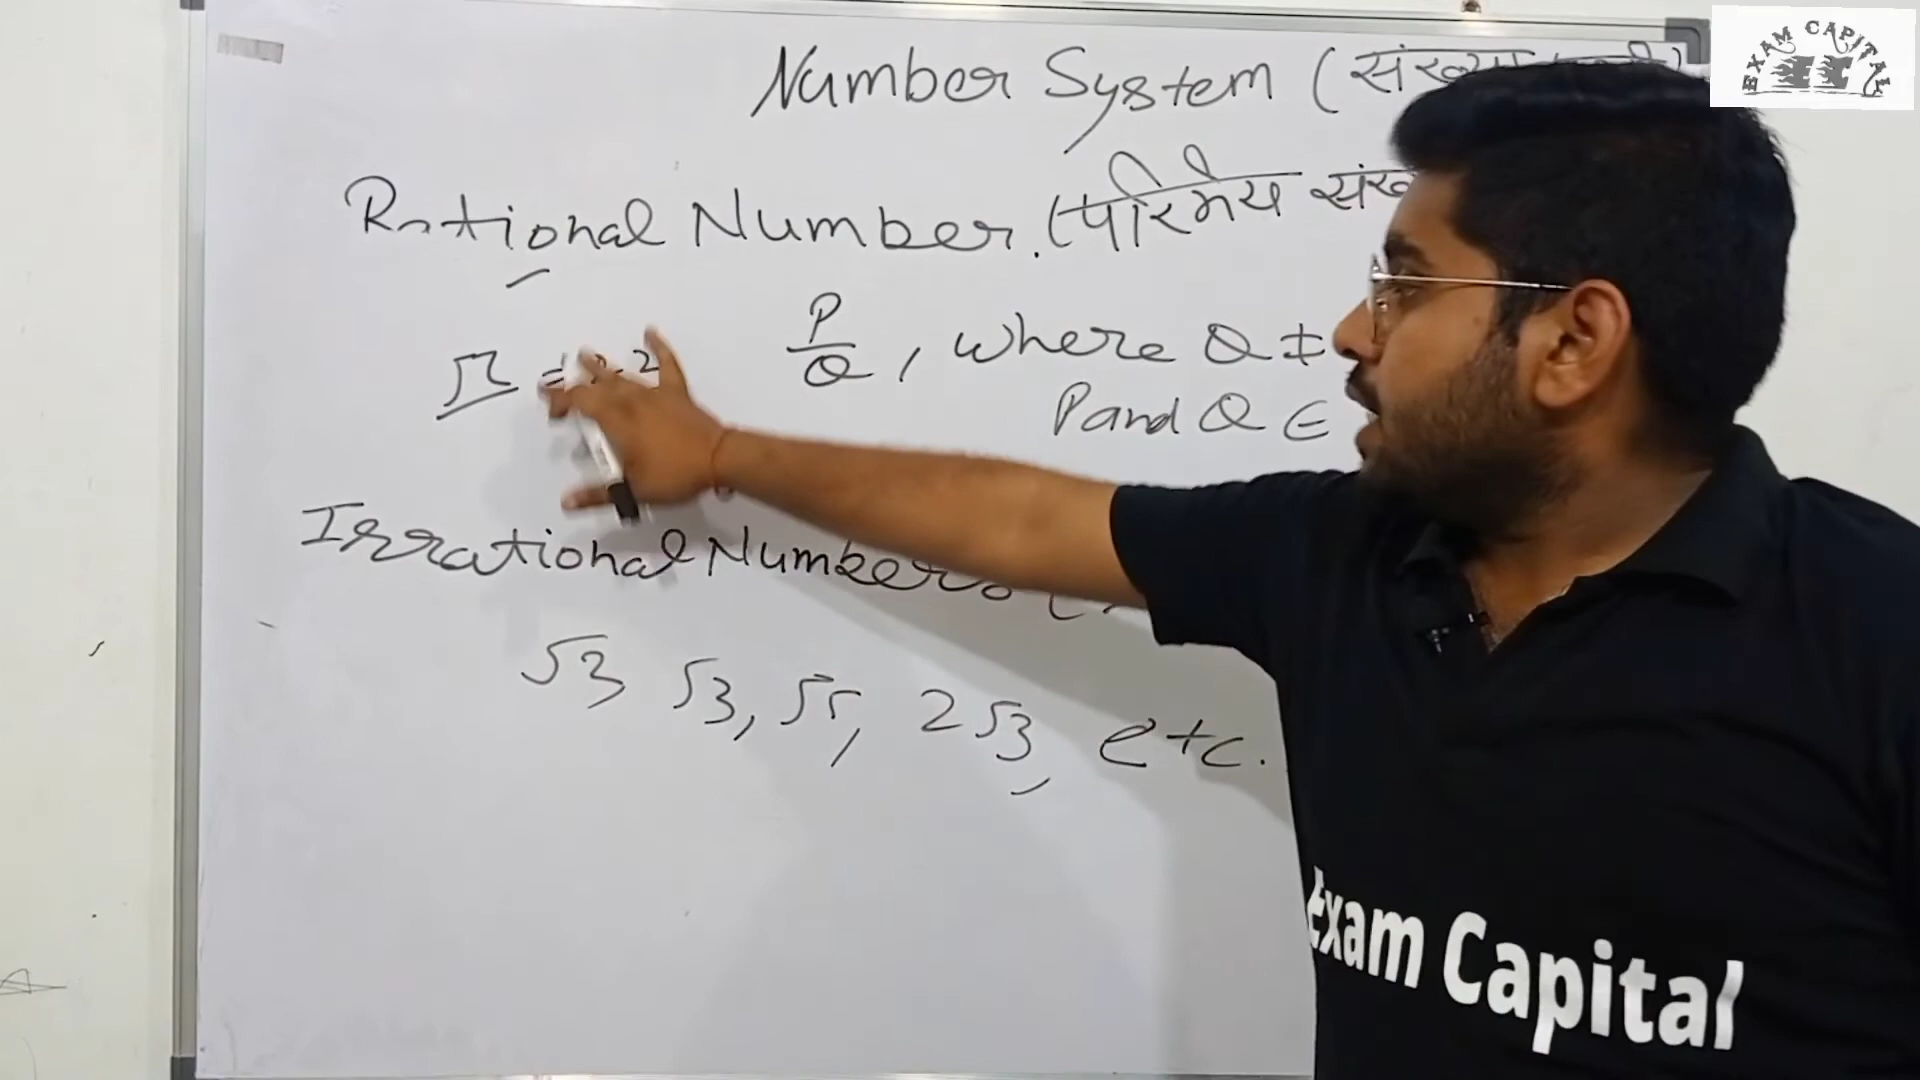 EXAM CAPITAL
Number System (
Rational Number. (परिमेय
P/Q, where Q ≠
P and Q ∈
Irrational Numbers (
√3 √3, √5, 2√3, etc.
Exam Capital